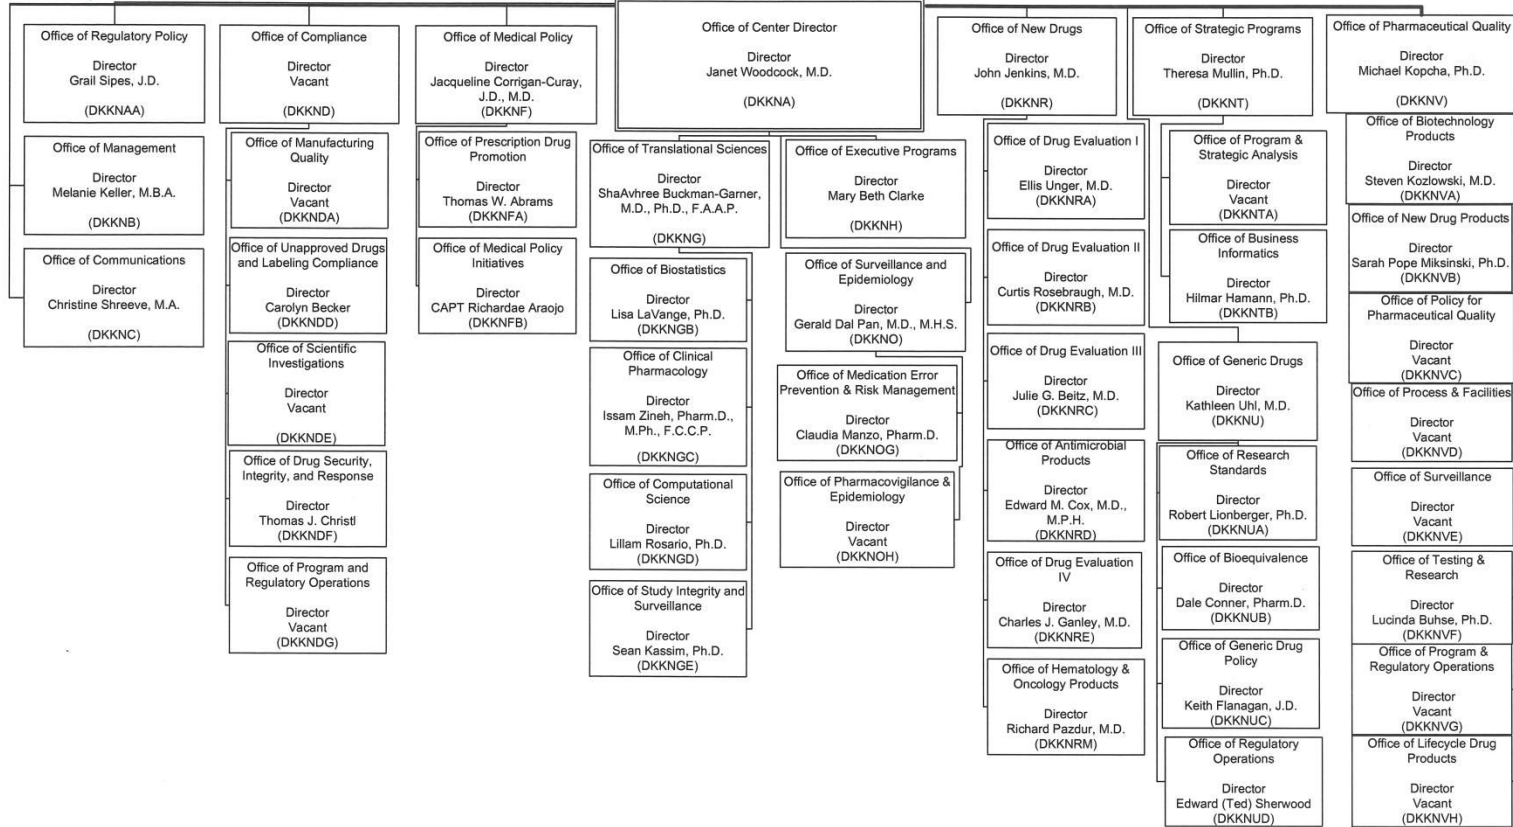 Office of Center Director
Director
Janet Woodcock, M.D.
(DKKNA)
Office of Regulatory Policy
Director
Grail Sipes, J.D.
(DKKNAA)
Office of Management
Director
Melanie Keller, M.B.A.
(DKKNB)
Office of Communications
Director
Christine Shreeve, M.A.
(DKKNC)
Office of Compliance
Director
Vacant
(DKKND)
Office of Manufacturing
Quality
Director
Vacant
(DKKNDA)
Office of Unapproved Drugs
and Labeling Compliance
Director
Carolyn Becker
(DKKNDD)
Office of Scientific
Investigations
Director
Vacant
(DKKNDE)
Office of Drug Security,
Integrity, and Response
Director
Thomas J. Christl
(DKKNDF)
Office of Program and
Regulatory Operations
Director
Vacant
(DKKNDG)
Office of Medical Policy
Director
Jacqueline Corrigan-Curay,
J.D., M.D.
(DKKNF)
Office of Prescription Drug
Promotion
Director
Thomas W. Abrams
(DKKNFA)
Office of Medical Policy
Initiatives
Director
CAPT Richardae Araojo
(DKKNFB)
Office of Translational Sciences
Director
ShaAvhree Buckman-Garner,
M.D., Ph.D., F.A.A.P.
(DKKNG)
Office of Biostatistics
Director
Lisa LaVange, Ph.D.
(DKKNGB)
Office of Clinical
Pharmacology
Director
Issam Zineh, Pharm.D.,
M.Ph., F.C.C.P.
(DKKNGC)
Office of Computational
Science
Director
Lillam Rosario, Ph.D.
(DKKNGD)
Office of Study Integrity and
Surveillance
Director
Sean Kassim, Ph.D.
(DKKNGE)
Office of Executive Programs
Director
Mary Beth Clarke
(DKKNH)
Office of Surveillance and
Epidemiology
Director
Gerald Dal Pan, M.D., M.H.S.
(DKKNO)
Office of Medication Error
Prevention & Risk Management
Director
Claudia Manzo, Pharm.D.
(DKKNOG)
Office of Pharmacovigilance &
Epidemiology
Director
Vacant
(DKKNOH)
Office of New Drugs
Director
John Jenkins, M.D.
(DKKNR)
Office of Drug Evaluation I
Director
Ellis Unger, M.D.
(DKKNRA)
Office of Drug Evaluation II
Director
Curtis Rosebraugh, M.D.
(DKKNRB)
Office of Drug Evaluation III
Director
Julie G. Beitz, M.D.
(DKKNRC)
Office of Antimicrobial
Products
Director
Edward M. Cox, M.D.,
M.P.H.
(DKKNRD)
Office of Drug Evaluation
IV
Director
Charles J. Ganley, M.D.
(DKKNRE)
Office of Hematology &
Oncology Products
Director
Richard Pazdur, M.D.
(DKKNRM)
Office of Strategic Programs
Director
Theresa Mullin, Ph.D.
(DKKNT)
Office of Program &
Strategic Analysis
Director
Vacant
(DKKNTA)
Office of Business
Informatics
Director
Hilmar Hamann, Ph.D.
(DKKNTB)
Office of Generic Drugs
Director
Kathleen Uhl, M.D.
(DKKNU)
Office of Research
Standards
Director
Robert Lionberger, Ph.D.
(DKKNUA)
Office of Bioequivalence
Director
Dale Conner, Pharm.D.
(DKKNUB)
Office of Generic Drug
Policy
Director
Keith Flanagan, J.D.
(DKKNUC)
Office of Regulatory
Operations
Director
Edward (Ted) Sherwood
(DKKNUD)
Office of Pharmaceutical Quality
Director
Michael Kopcha, Ph.D.
(DKKNV)
Office of Biotechnology
Products
Director
Steven Kozlowski, M.D.
(DKKNVA)
Office of New Drug Products
Director
Sarah Pope Miksinski, Ph.D.
(DKKNVB)
Office of Policy for
Pharmaceutical Quality
Director
Vacant
(DKKNVC)
Office of Process & Facilities
Director
Vacant
(DKKNVD)
Office of Surveillance
Director
Vacant
(DKKNVE)
Office of Testing &
Research
Director
Lucinda Buhse, Ph.D.
(DKKNVF)
Office of Program &
Regulatory Operations
Director
Vacant
(DKKNVG)
Office of Lifecycle Drug
Products
Director
Vacant
(DKKNVH)